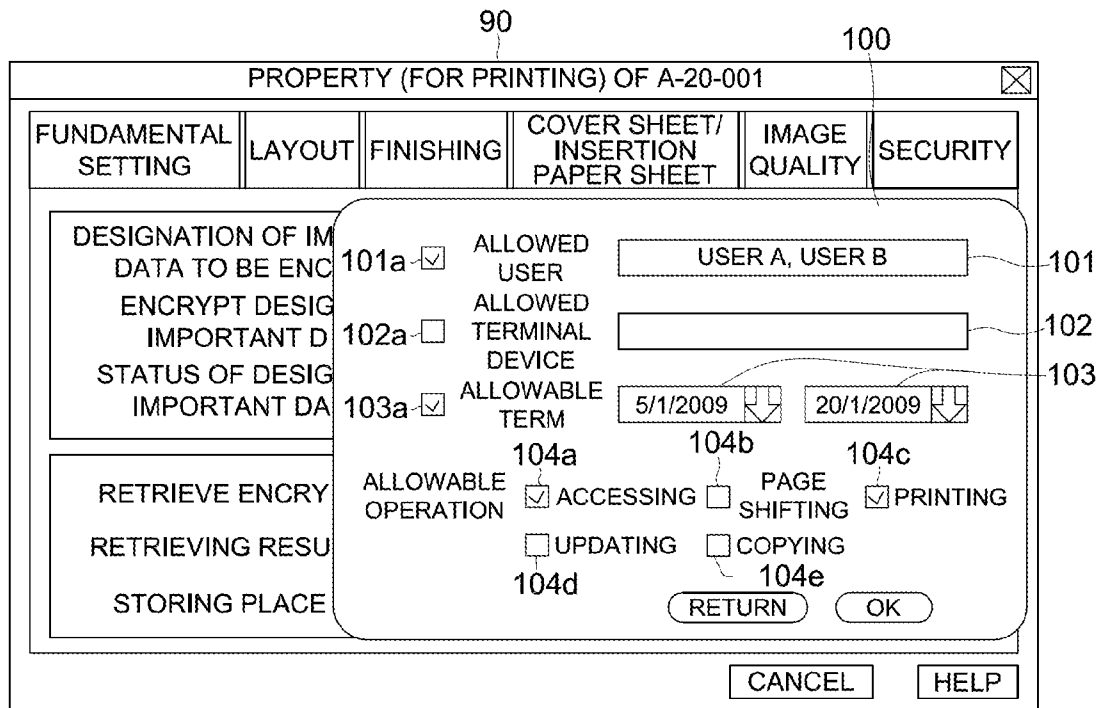 90
100
PROPERTY (FOR PRINTING) OF A-20-001
FUNDAMENTAL
SETTING
LAYOUT
FINISHING
COVER SHEET/
INSERTION
PAPER SHEET
IMAGE
QUALITY
SECURITY
DESIGNATION OF IM
DATA TO BE ENC
ENCRYPT DESIG
IMPORTANT D
STATUS OF DESIG
IMPORTANT DA
RETRIEVE ENCRY
RETRIEVING RESU
STORING PLACE
101a
ALLOWED
USER
USER A, USER B
101
102a
ALLOWED
TERMINAL
DEVICE
102
103a
ALLOWABLE
TERM
5/1/2009
20/1/2009
103
104a
104b
104c
ALLOWABLE
OPERATION
ACCESSING
PAGE
SHIFTING
PRINTING
UPDATING
COPYING
104d
104e
RETURN
OK
CANCEL
HELP